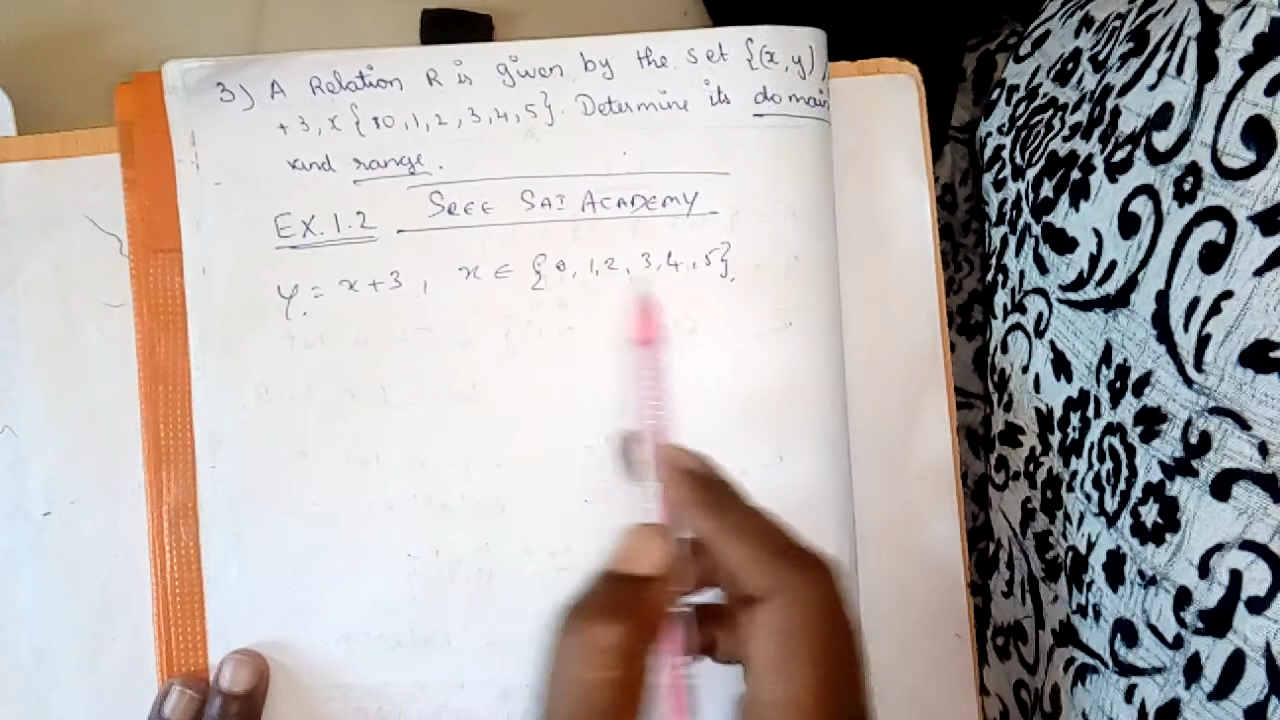 3) A Relation R is given by the set {(x, y)
+ 3, x {0, 1, 2, 3, 4, 5}. Determine its domain
and range.
SREE SAI ACADEMY
EX. 1.2
y = x + 3, x ∈ {0, 1, 2, 3, 4, 5}.